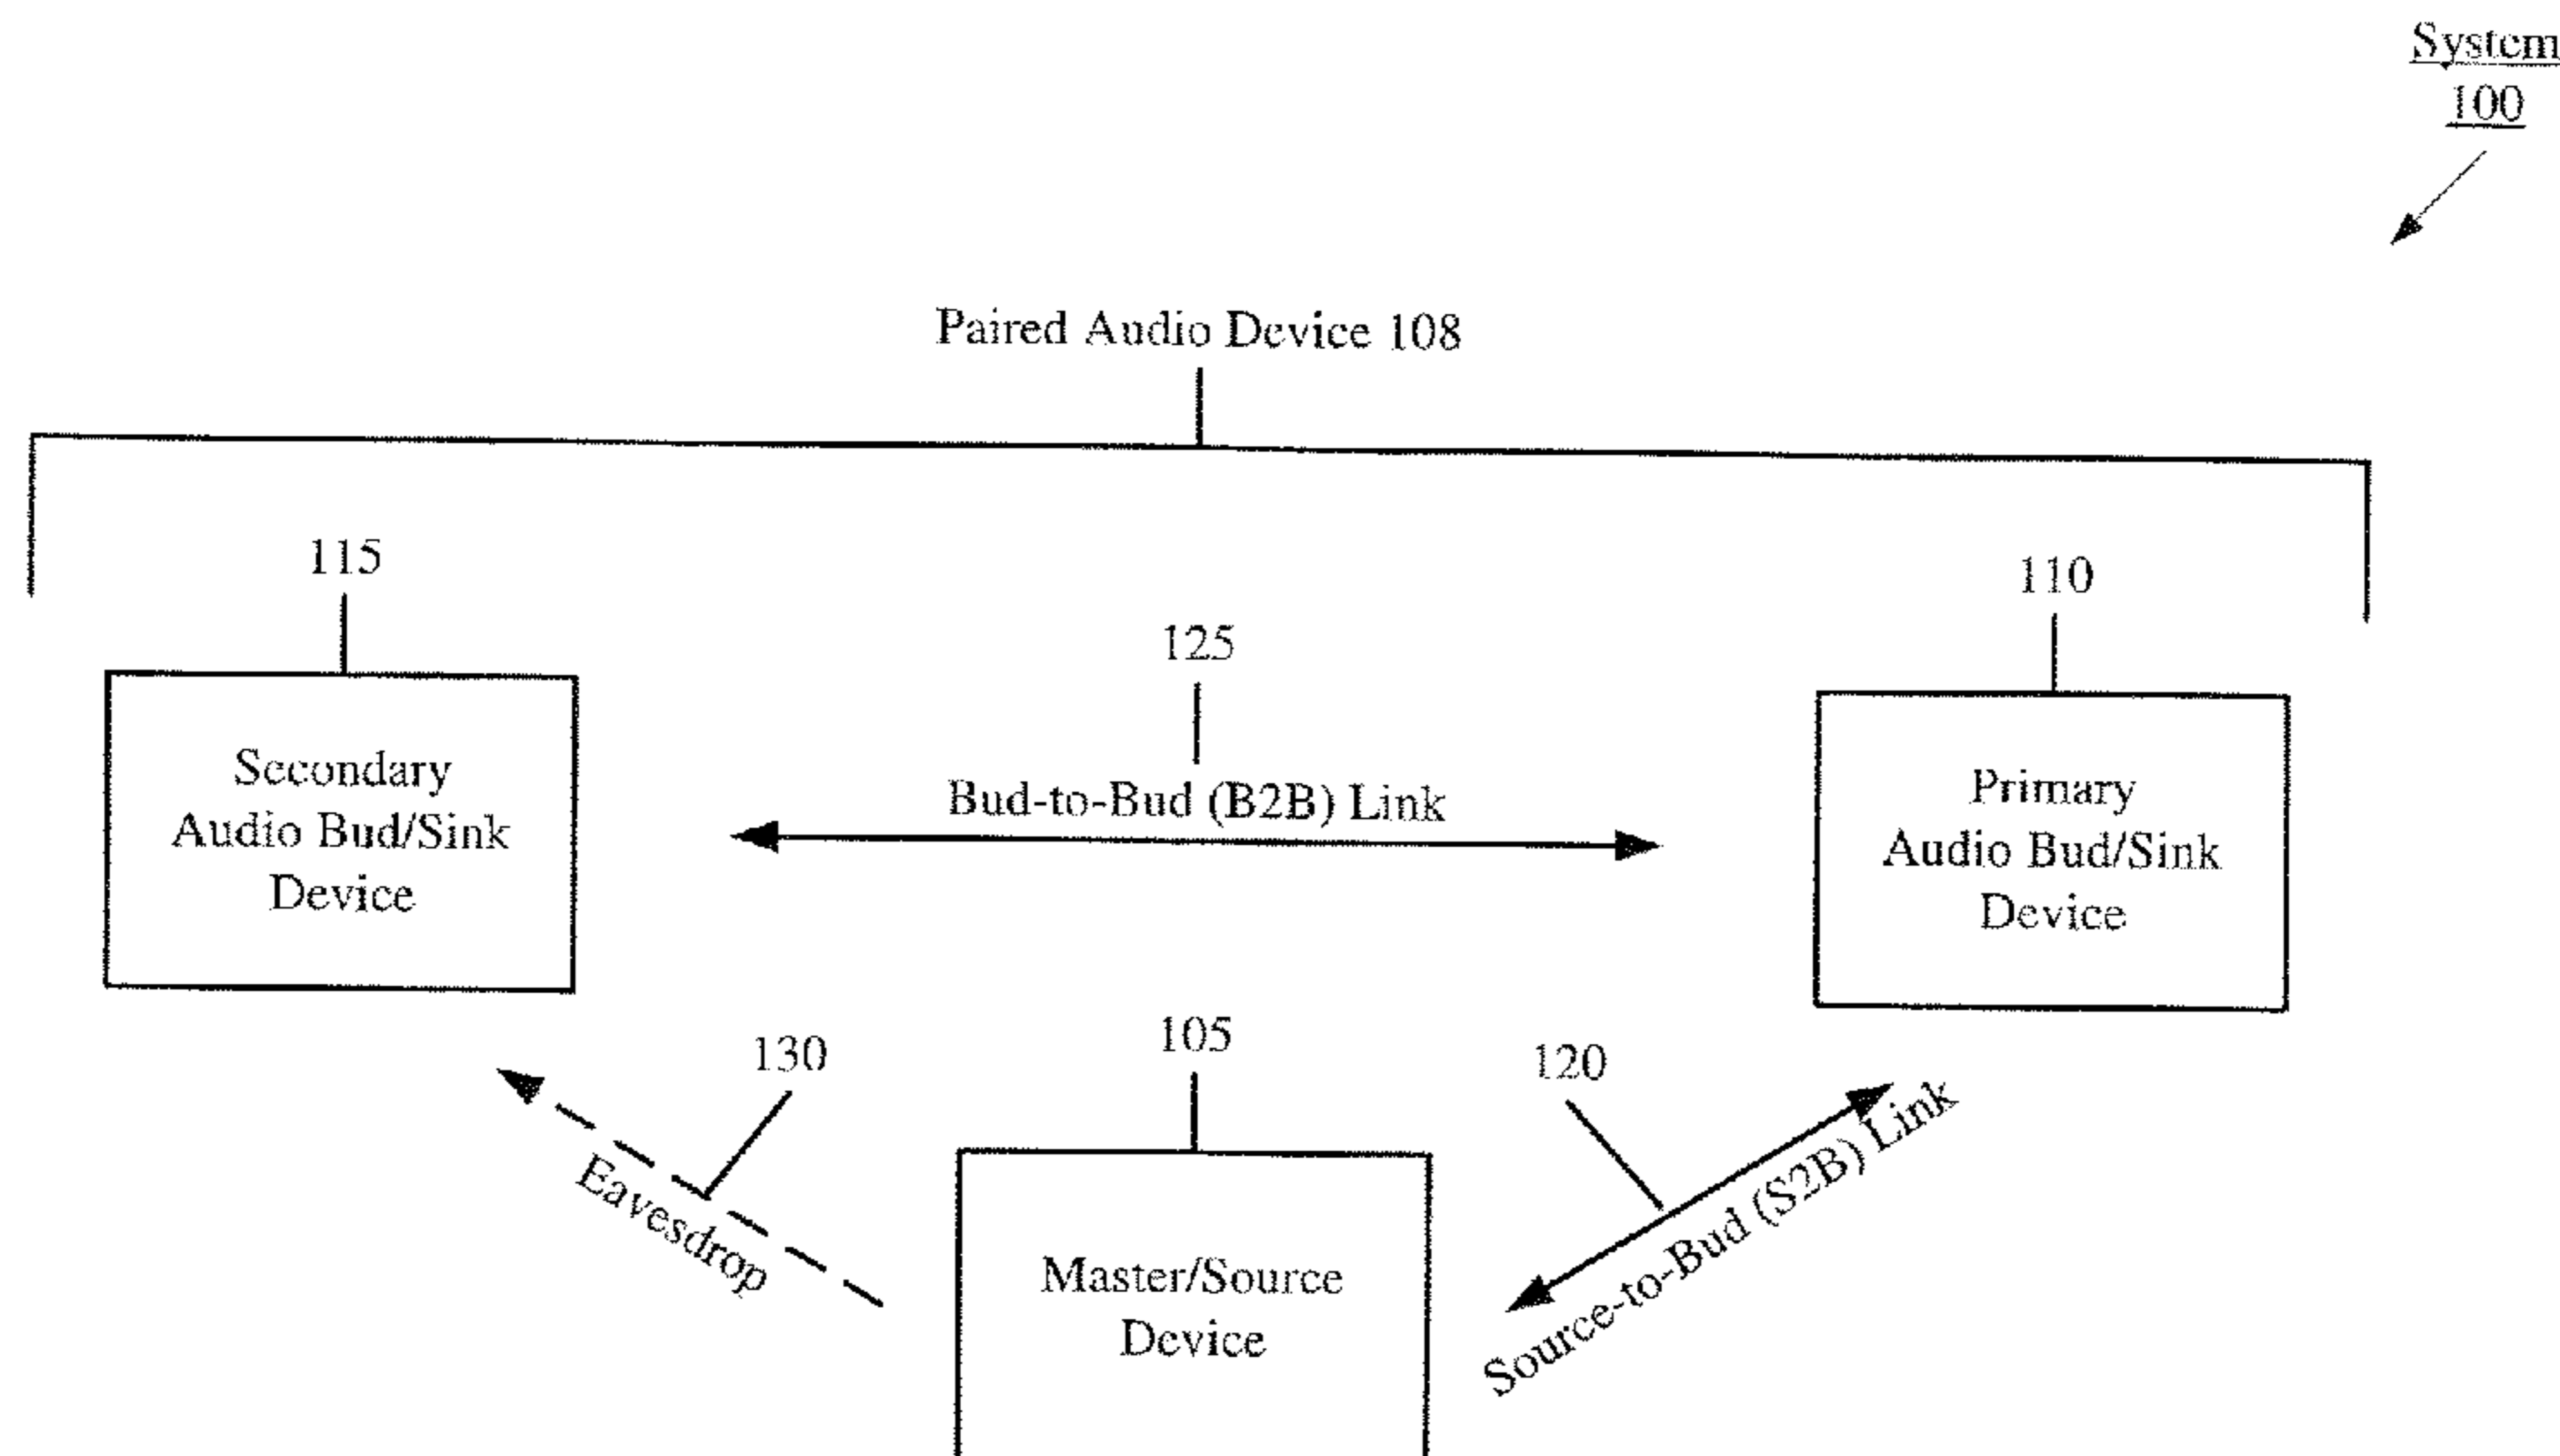 System
100
Paired Audio Device 108
115
110
125
Secondary
Audio Bud/Sink
Device
Bud-to-Bud (B2B) Link
Primary
Audio Bud/Sink
Device
130
105
120
Eavesdrop
Master/Source
Device
Source-to-Bud (S2B) Link